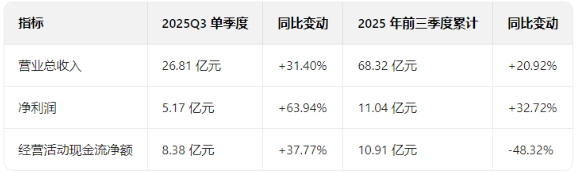 指标 2025Q3 单季度 同比变动 2025 年前三季度累计 同比变动
营业总收入 26.81 亿元 +31.40% 68.32 亿元 +20.92%
净利润 5.17 亿元 +63.94% 11.04 亿元 +32.72%
经营活动现金流净额 8.38 亿元 +37.77% 10.91 亿元 -48.32%